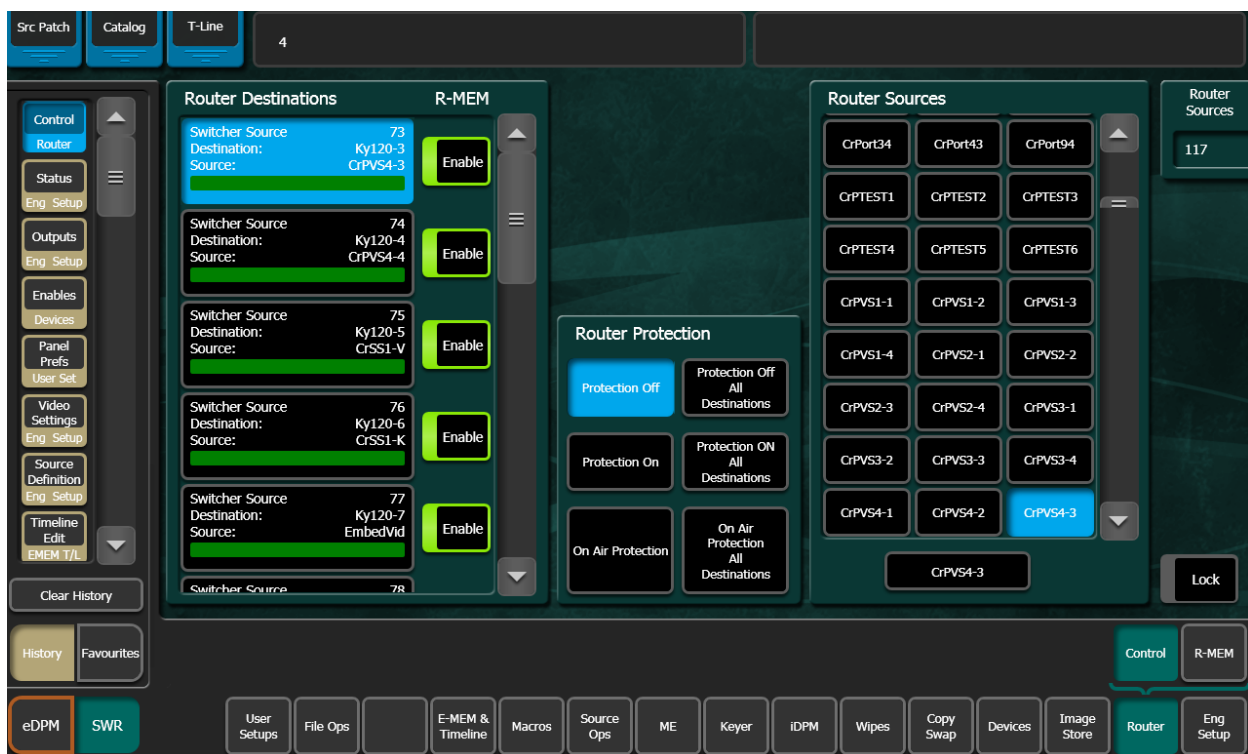 Src Patch
Catalog
T-Line
4
Control
Router
Status
Eng Setup
Outputs
Eng Setup
Enables
Devices
Panel
Prefs
User Set
Video
Settings
Eng Setup
Source
Definition
Eng Setup
Timeline
Edit
EMEM T/L
Clear History
History
Favourites
Router Destinations R-MEM
Switcher Source 73
Destination: Ky120-3
Source: CrPVS4-3
Enable
Switcher Source 74
Destination: Ky120-4
Source: CrPVS4-4
Enable
Switcher Source 75
Destination: Ky120-5
Source: CrSS1-V
Enable
Switcher Source 76
Destination: Ky120-6
Source: CrSS1-K
Enable
Switcher Source 77
Destination: Ky120-7
Source: EmbedVid
Enable
Switcher Source 78
Router Protection
Protection Off
Protection Off
All
Destinations
Protection On
Protection ON
All
Destinations
On Air Protection
On Air
Protection
All
Destinations
Router Sources
CrPort34 CrPort43 CrPort94
CrPTEST1 CrPTEST2 CrPTEST3
CrPTEST4 CrPTEST5 CrPTEST6
CrPVS1-1 CrPVS1-2 CrPVS1-3
CrPVS1-4 CrPVS2-1 CrPVS2-2
CrPVS2-3 CrPVS2-4 CrPVS3-1
CrPVS3-2 CrPVS3-3 CrPVS3-4
CrPVS4-1 CrPVS4-2 CrPVS4-3
CrPVS4-3
Router
Sources
117
Lock
Control
R-MEM
eDPM
SWR
User
Setups
File Ops
E-MEM &
Timeline
Macros
Source
Ops
ME
Keyer
iDPM
Wipes
Copy
Swap
Devices
Image
Store
Router
Eng
Setup